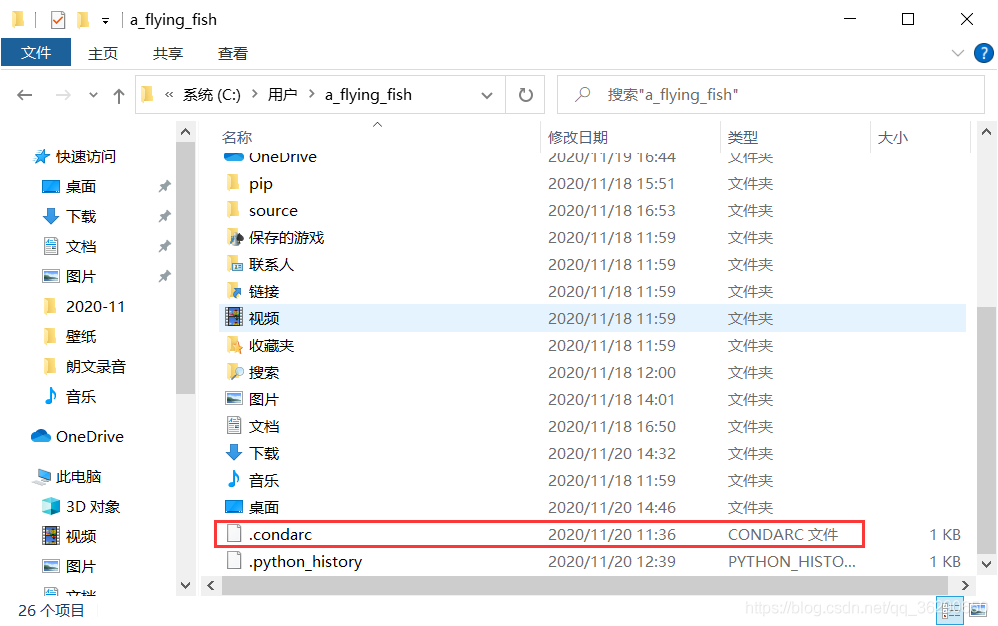 a_flying_fish
文件 主页 共享 查看
« 系统 (C:) > 用户 > a_flying_fish
搜索"a_flying_fish"
名称 修改日期 类型 大小
快速访问
桌面
下载
文档
图片
2020-11
壁纸
朗文录音
音乐
OneDrive
此电脑
3D 对象
视频
图片
文档
OneDrive 2020/11/19 16:44 文件夹
pip 2020/11/18 15:51 文件夹
source 2020/11/18 16:53 文件夹
保存的游戏 2020/11/18 11:59 文件夹
联系人 2020/11/18 11:59 文件夹
链接 2020/11/18 11:59 文件夹
视频 2020/11/18 11:59 文件夹
收藏夹 2020/11/18 11:59 文件夹
搜索 2020/11/18 12:00 文件夹
图片 2020/11/18 14:01 文件夹
文档 2020/11/18 16:50 文件夹
下载 2020/11/20 14:32 文件夹
音乐 2020/11/18 11:59 文件夹
桌面 2020/11/20 14:46 文件夹
.condarc 2020/11/20 11:36 CONDARC 文件 1 KB
.python_history 2020/11/20 12:39 PYTHON_HISTO... 1 KB
26 个项目